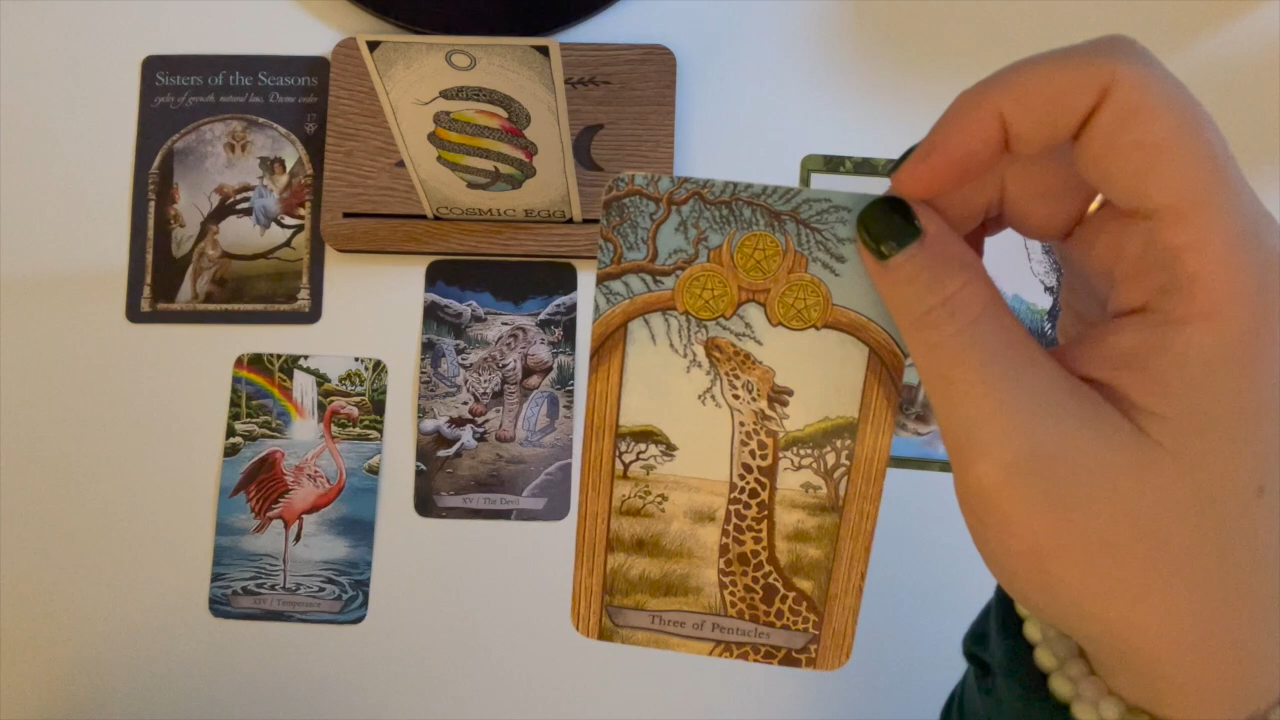 Sisters of the Seasons
cycles of growth, natural law, Divine order
17
COSMIC EGG
XV / The Devil
XIV / Temperance
Three of Pentacles